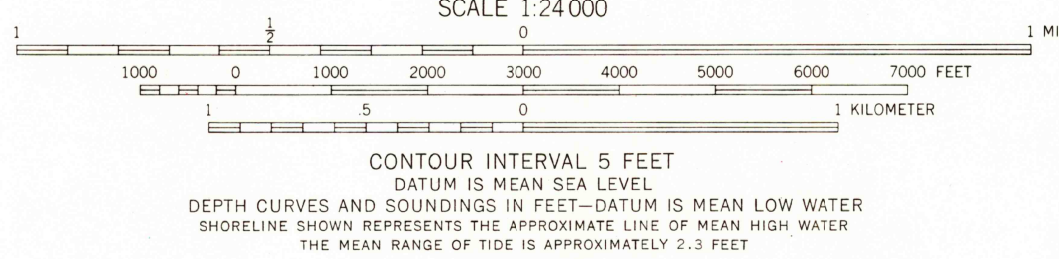 SCALE 1:24 000
1 1/2 0 1 MI
1000 0 1000 2000 3000 4000 5000 6000 7000 FEET
1 .5 0 1 KILOMETER
CONTOUR INTERVAL 5 FEET
DATUM IS MEAN SEA LEVEL
DEPTH CURVES AND SOUNDINGS IN FEET—DATUM IS MEAN LOW WATER
SHORELINE SHOWN REPRESENTS THE APPROXIMATE LINE OF MEAN HIGH WATER
THE MEAN RANGE OF TIDE IS APPROXIMATELY 2.3 FEET